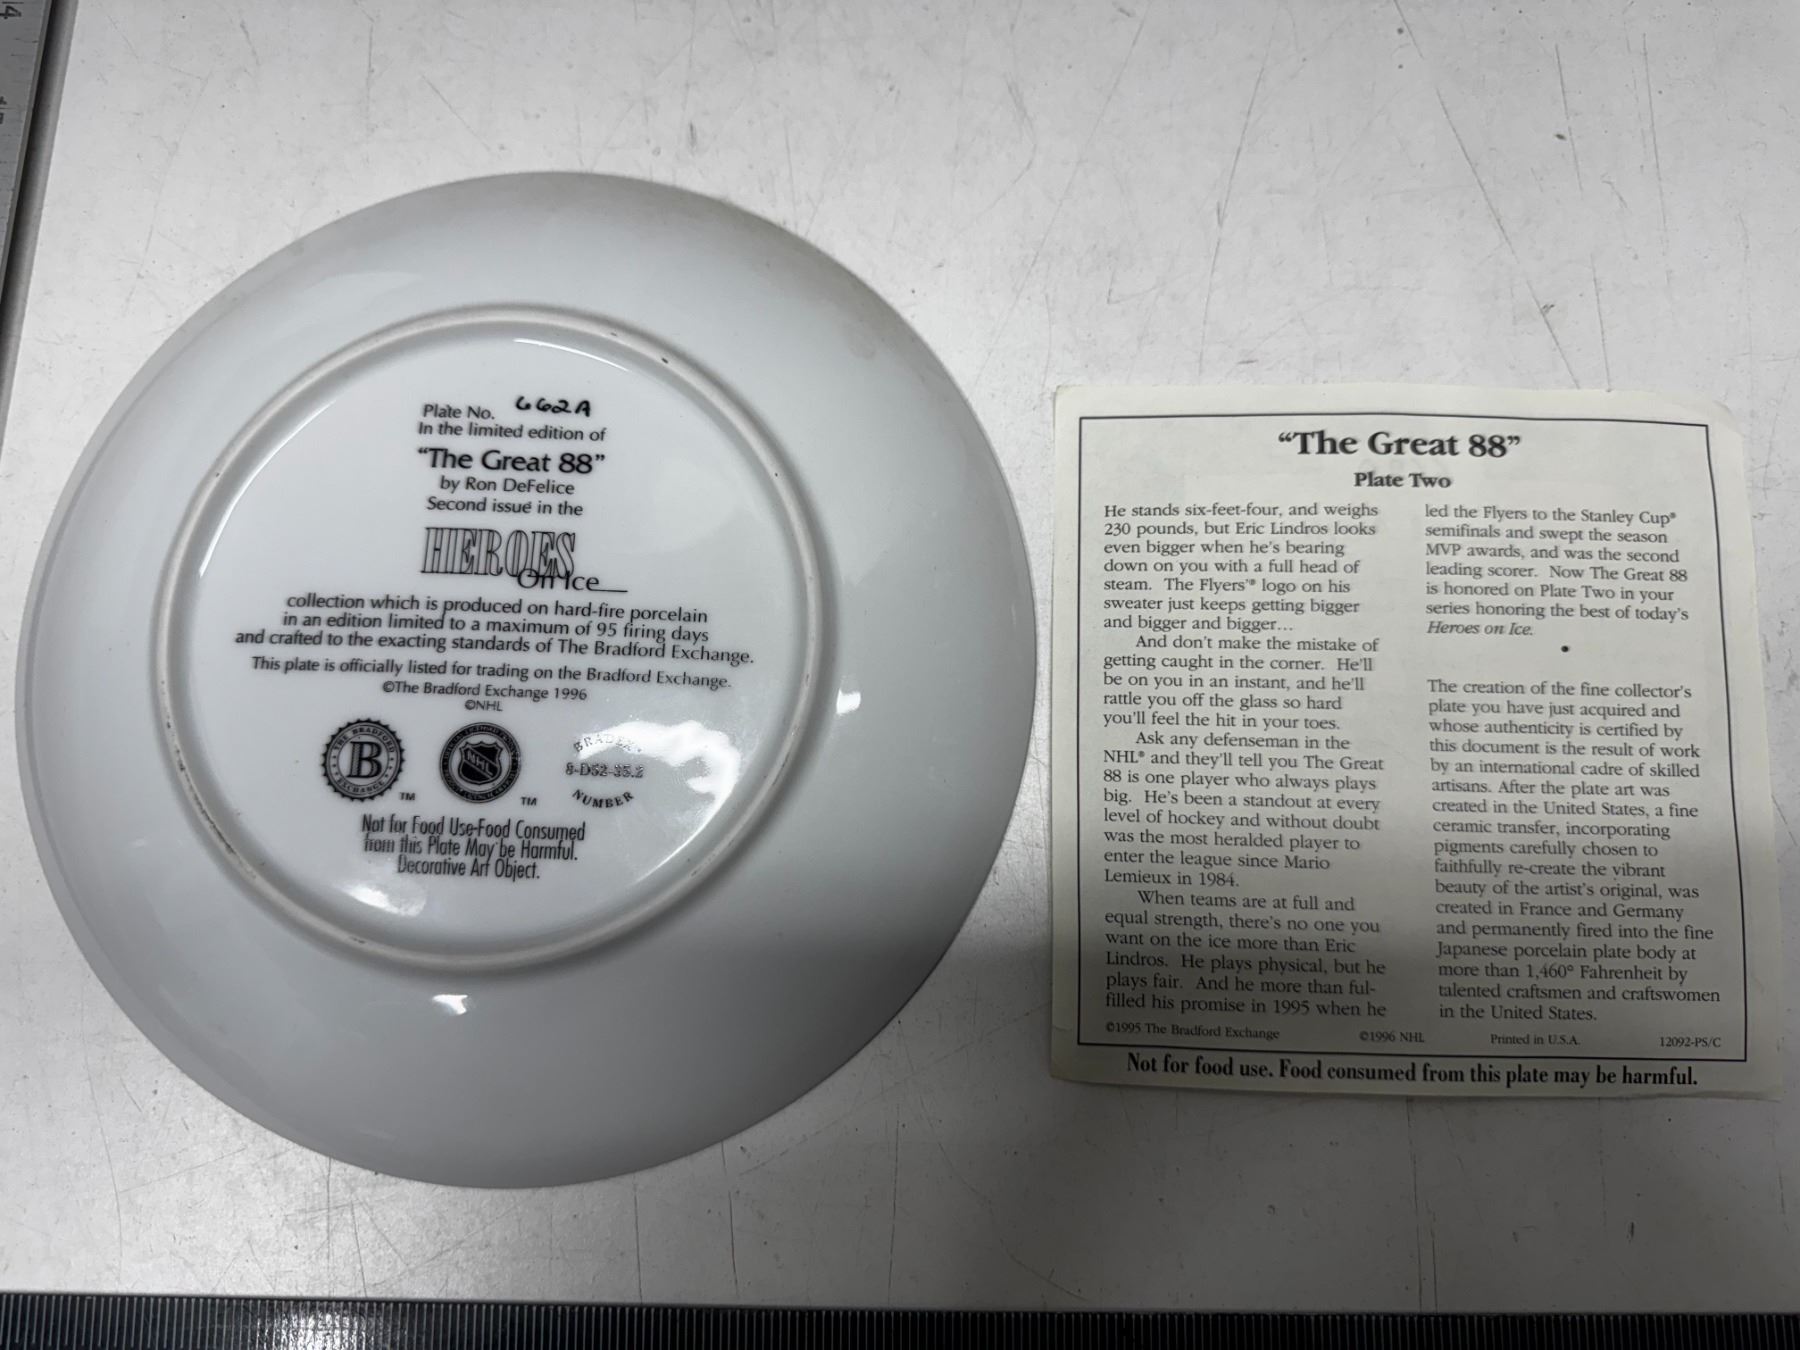 Plate No. 662A
In the limited edition of
"The Great 88"
by Ron DeFelice
Second issue in the
HEROES
On Ice
collection which is produced on hard-fire porcelain
in an edition limited to a maximum of 95 firing days
and crafted to the exacting standards of The Bradford Exchange.
This plate is officially listed for trading on the Bradford Exchange.
©The Bradford Exchange 1996
©NHL
THE BRADFORD
B
EXCHANGE
TM
NHL
TM
BRADEX
8-D52-35.2
NUMBER
Not for Food Use-Food Consumed
from this Plate May be Harmful.
Decorative Art Object.
"The Great 88"
Plate Two
He stands six-feet-four, and weighs
230 pounds, but Eric Lindros looks
even bigger when he's bearing
down on you with a full head of
steam. The Flyers'® logo on his
sweater just keeps getting bigger
and bigger and bigger...
And don't make the mistake of
getting caught in the corner. He'll
be on you in an instant, and he'll
rattle you off the glass so hard
you'll feel the hit in your toes.
Ask any defenseman in the
NHL® and they'll tell you The Great
88 is one player who always plays
big. He's been a standout at every
level of hockey and without doubt
was the most heralded player to
enter the league since Mario
Lemieux in 1984.
When teams are at full and
equal strength, there's no one you
want on the ice more than Eric
Lindros. He plays physical, but he
plays fair. And he more than ful-
filled his promise in 1995 when he
led the Flyers to the Stanley Cup®
semifinals and swept the season
MVP awards, and was the second
leading scorer. Now The Great 88
is honored on Plate Two in your
series honoring the best of today's
Heroes on Ice.
•
The creation of the fine collector's
plate you have just acquired and
whose authenticity is certified by
this document is the result of work
by an international cadre of skilled
artisans. After the plate art was
created in the United States, a fine
ceramic transfer, incorporating
pigments carefully chosen to
faithfully re-create the vibrant
beauty of the artist's original, was
created in France and Germany
and permanently fired into the fine
Japanese porcelain plate body at
more than 1,460° Fahrenheit by
talented craftsmen and craftswomen
in the United States.
©1995 The Bradford Exchange ©1996 NHL Printed in U.S.A. 12092-PS/C
Not for food use. Food consumed from this plate may be harmful.